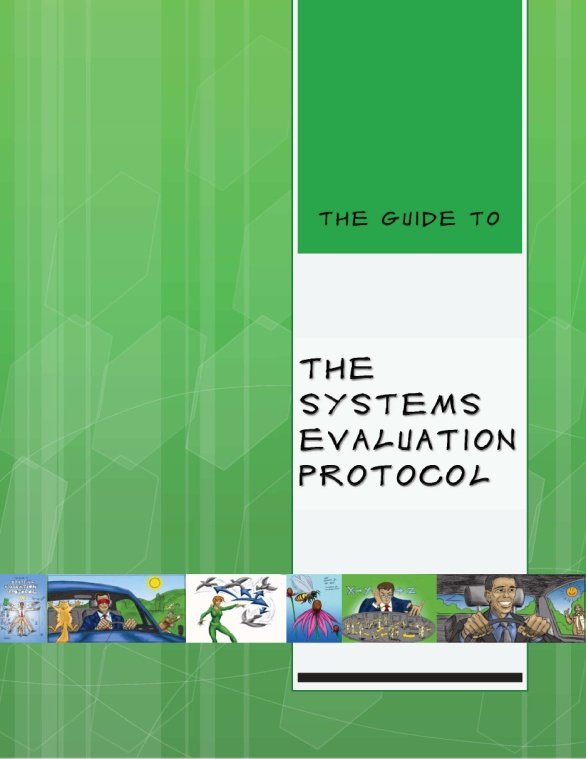 THE GUIDE TO
THE
SYSTEMS
EVALUATION
PROTOCOL